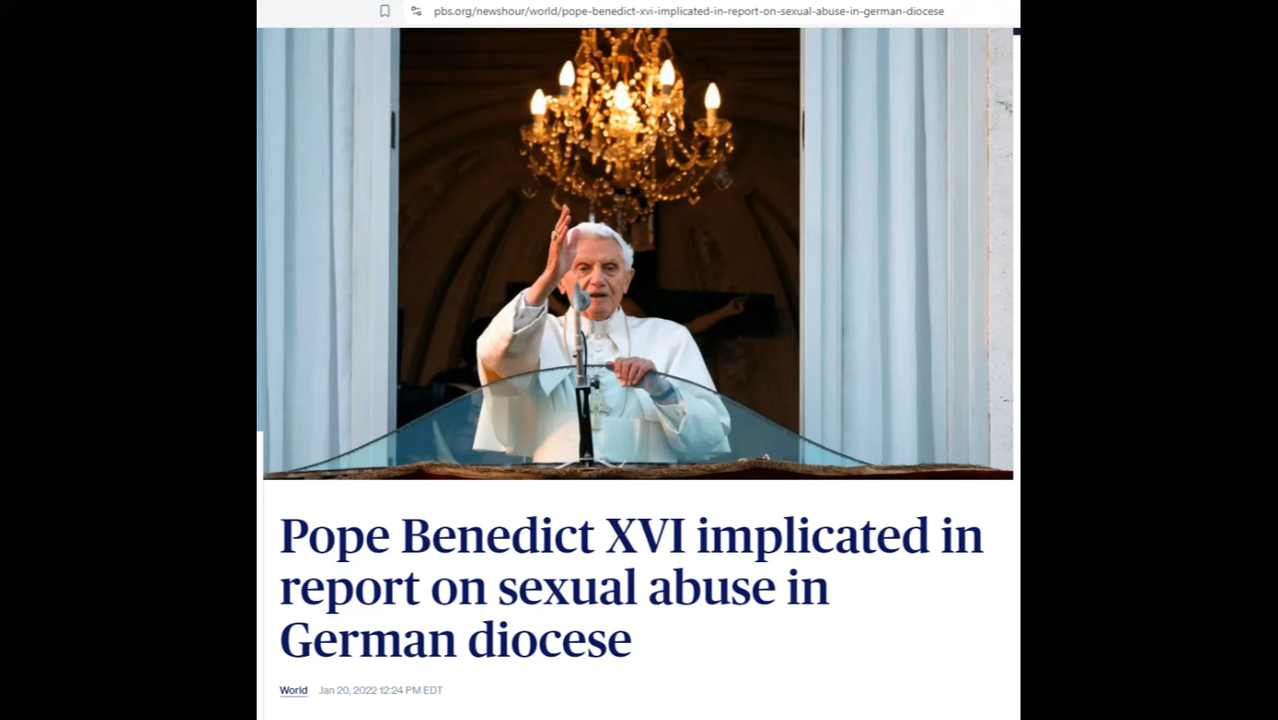 pbs.org/newshour/world/pope-benedict-xvi-implicated-in-report-on-sexual-abuse-in-german-diocese
Pope Benedict XVI implicated in
report on sexual abuse in
German diocese
World Jan 20, 2022 12:24 PM EDT